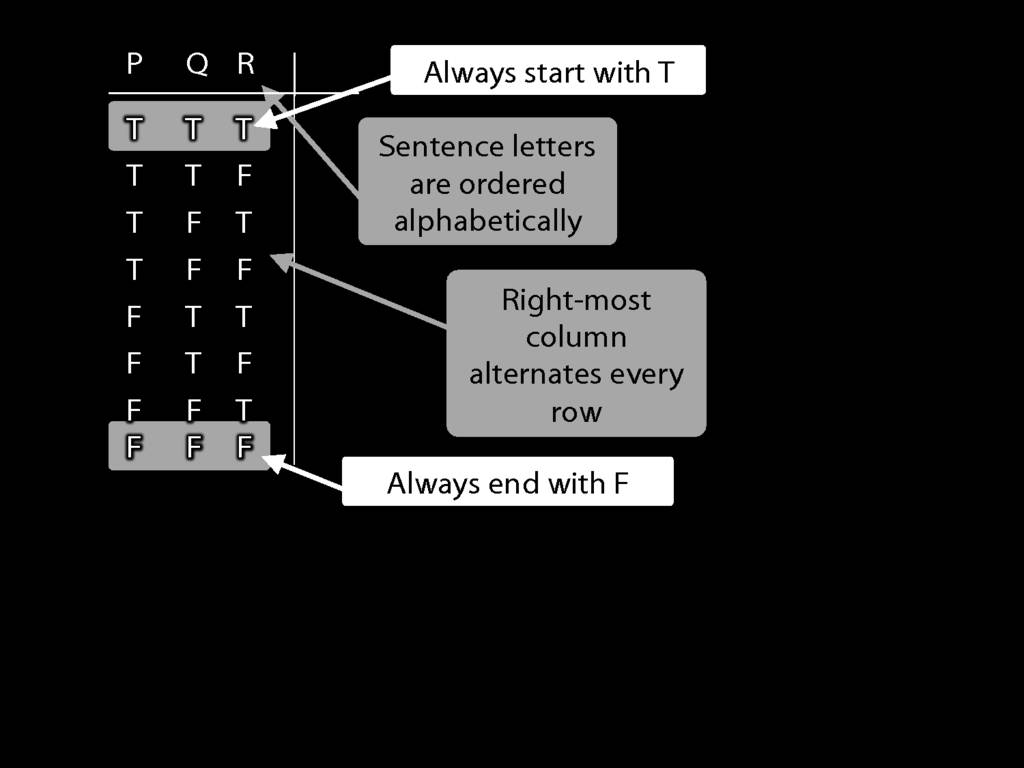 P Q R
Always start with T
T T T
Sentence letters
are ordered
alphabetically
T T F
T F T
T F F
Right-most
column
alternates every
row
F T T
F T F
F F T
F F F
Always end with F